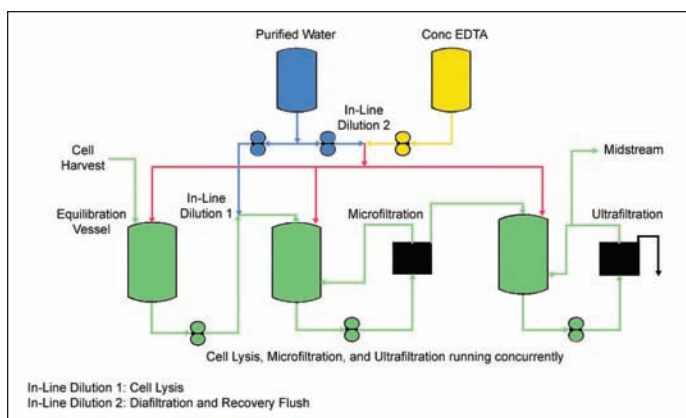 Purified Water
Conc EDTA
In-Line
Dilution 2
Cell
Harvest
Midstream
In-Line
Dilution 1
Equilibration
Vessel
Microfiltration
Ultrafiltration
Cell Lysis, Microfiltration, and Ultrafiltration running concurrently
In-Line Dilution 1: Cell Lysis
In-Line Dilution 2: Diafiltration and Recovery Flush